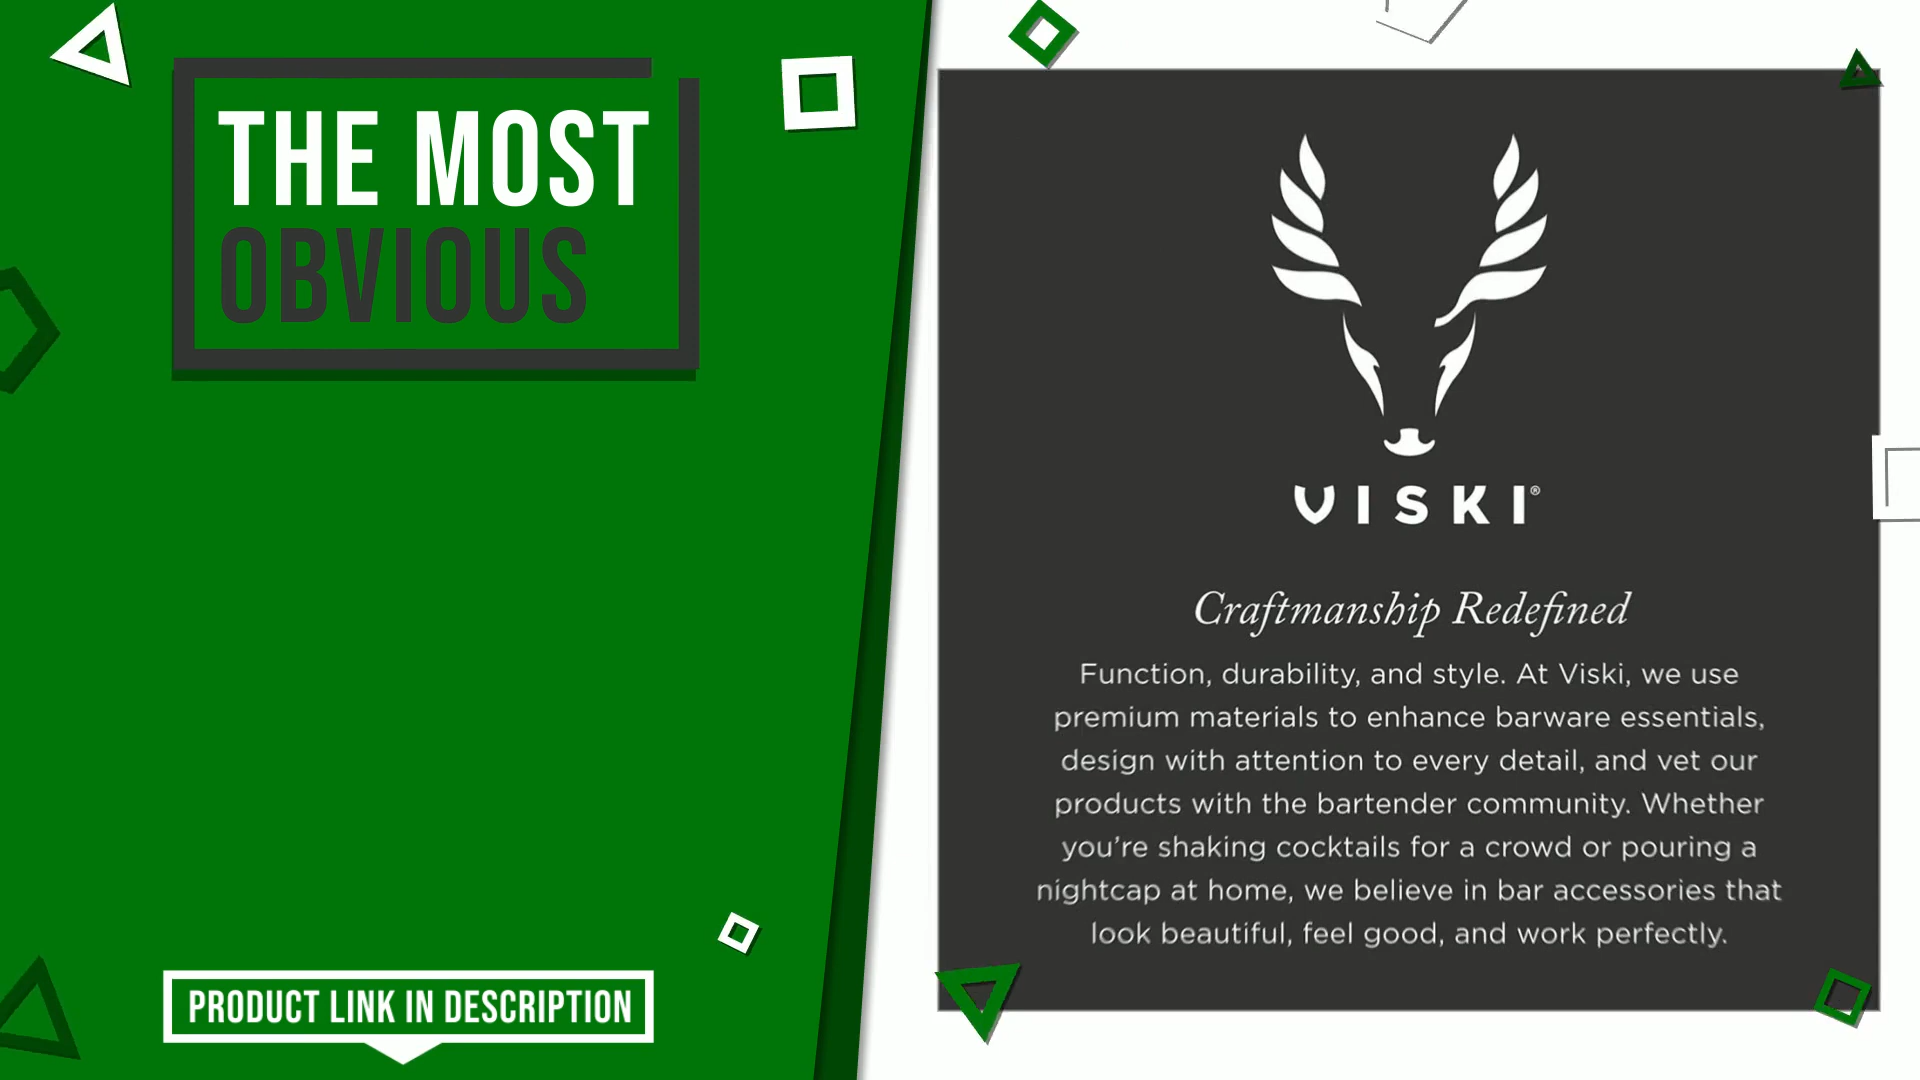 THE MOST
OBVIOUS
PRODUCT LINK IN DESCRIPTION
VISKI®
Craftmanship Redefined
Function, durability, and style. At Viski, we use
premium materials to enhance barware essentials,
design with attention to every detail, and vet our
products with the bartender community. Whether
you're shaking cocktails for a crowd or pouring a
nightcap at home, we believe in bar accessories that
look beautiful, feel good, and work perfectly.